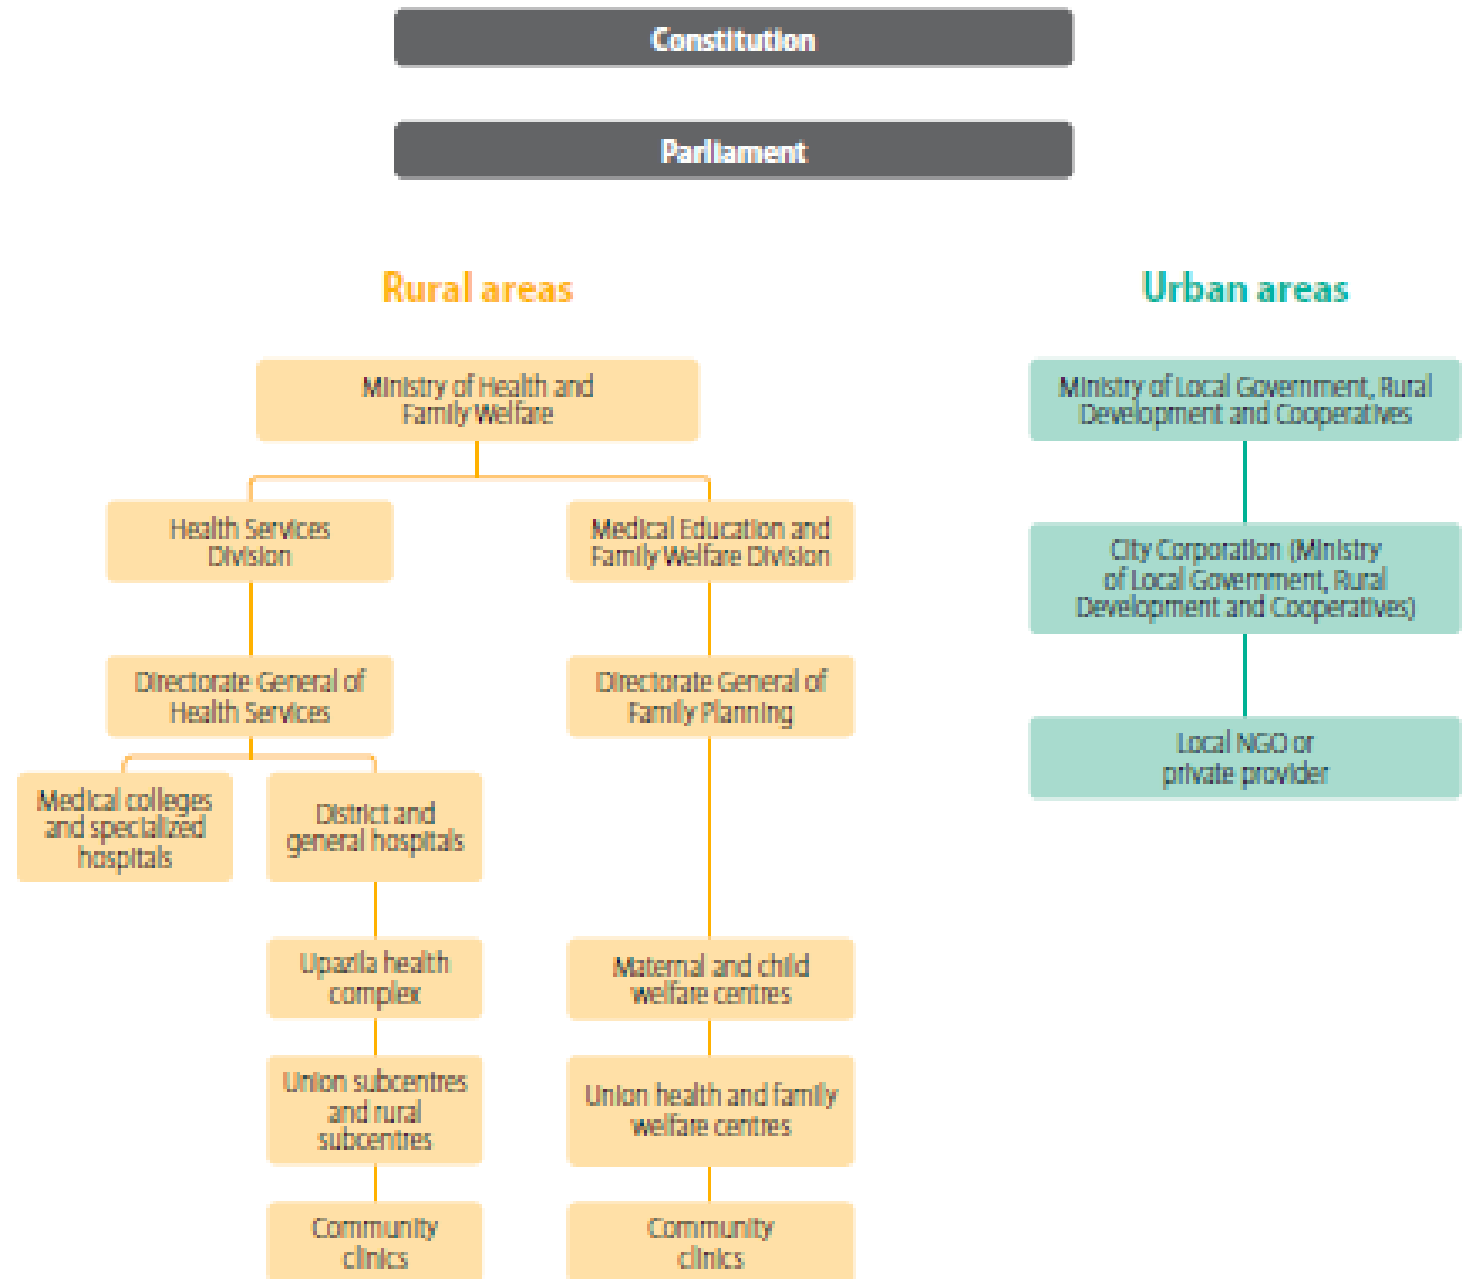 Constitution
Parliament
Rural areas
Urban areas
Ministry of Health and
Family Welfare
Ministry of Local Government, Rural
Development and Cooperatives
Health Services
Division
Medical Education and
Family Welfare Division
City Corporation (Ministry
of Local Government, Rural
Development and Cooperatives)
Directorate General of
Health Services
Directorate General of
Family Planning
Local NGO or
private provider
Medical colleges
and specialized
hospitals
District and
general hospitals
Upazila health
complex
Maternal and child
welfare centres
Union subcentres
and rural
subcentres
Union health and family
welfare centres
Community
clinics
Community
clinics